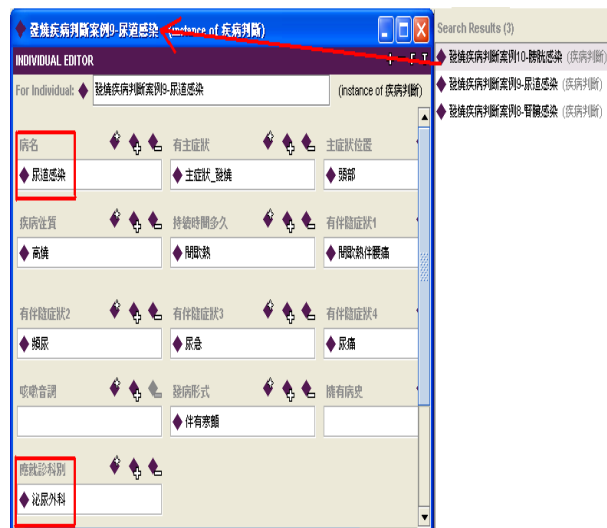 發燒疾病判斷案例9-尿道感染 (instance of 疾病判斷)
INDIVIDUAL EDITOR
For Individual: 發燒疾病判斷案例9-尿道感染 (instance of 疾病判斷)
病名 有主症狀 主症狀位置
尿道感染 主症狀_發燒 頭部
疾病性質 持續時間多久 有伴隨症狀1
高燒 間歇熱 間歇熱伴腰痛
有伴隨症狀2 有伴隨症狀3 有伴隨症狀4
頻尿 尿急 尿痛
咳嗽音調 發病形式 擁有病史
伴有寒顫
應就診科別
泌尿外科
Search Results (3)
發燒疾病判斷案例10-膀胱感染 (疾病判斷)
發燒疾病判斷案例9-尿道感染 (疾病判斷)
發燒疾病判斷案例8-腎臟感染 (疾病判斷)